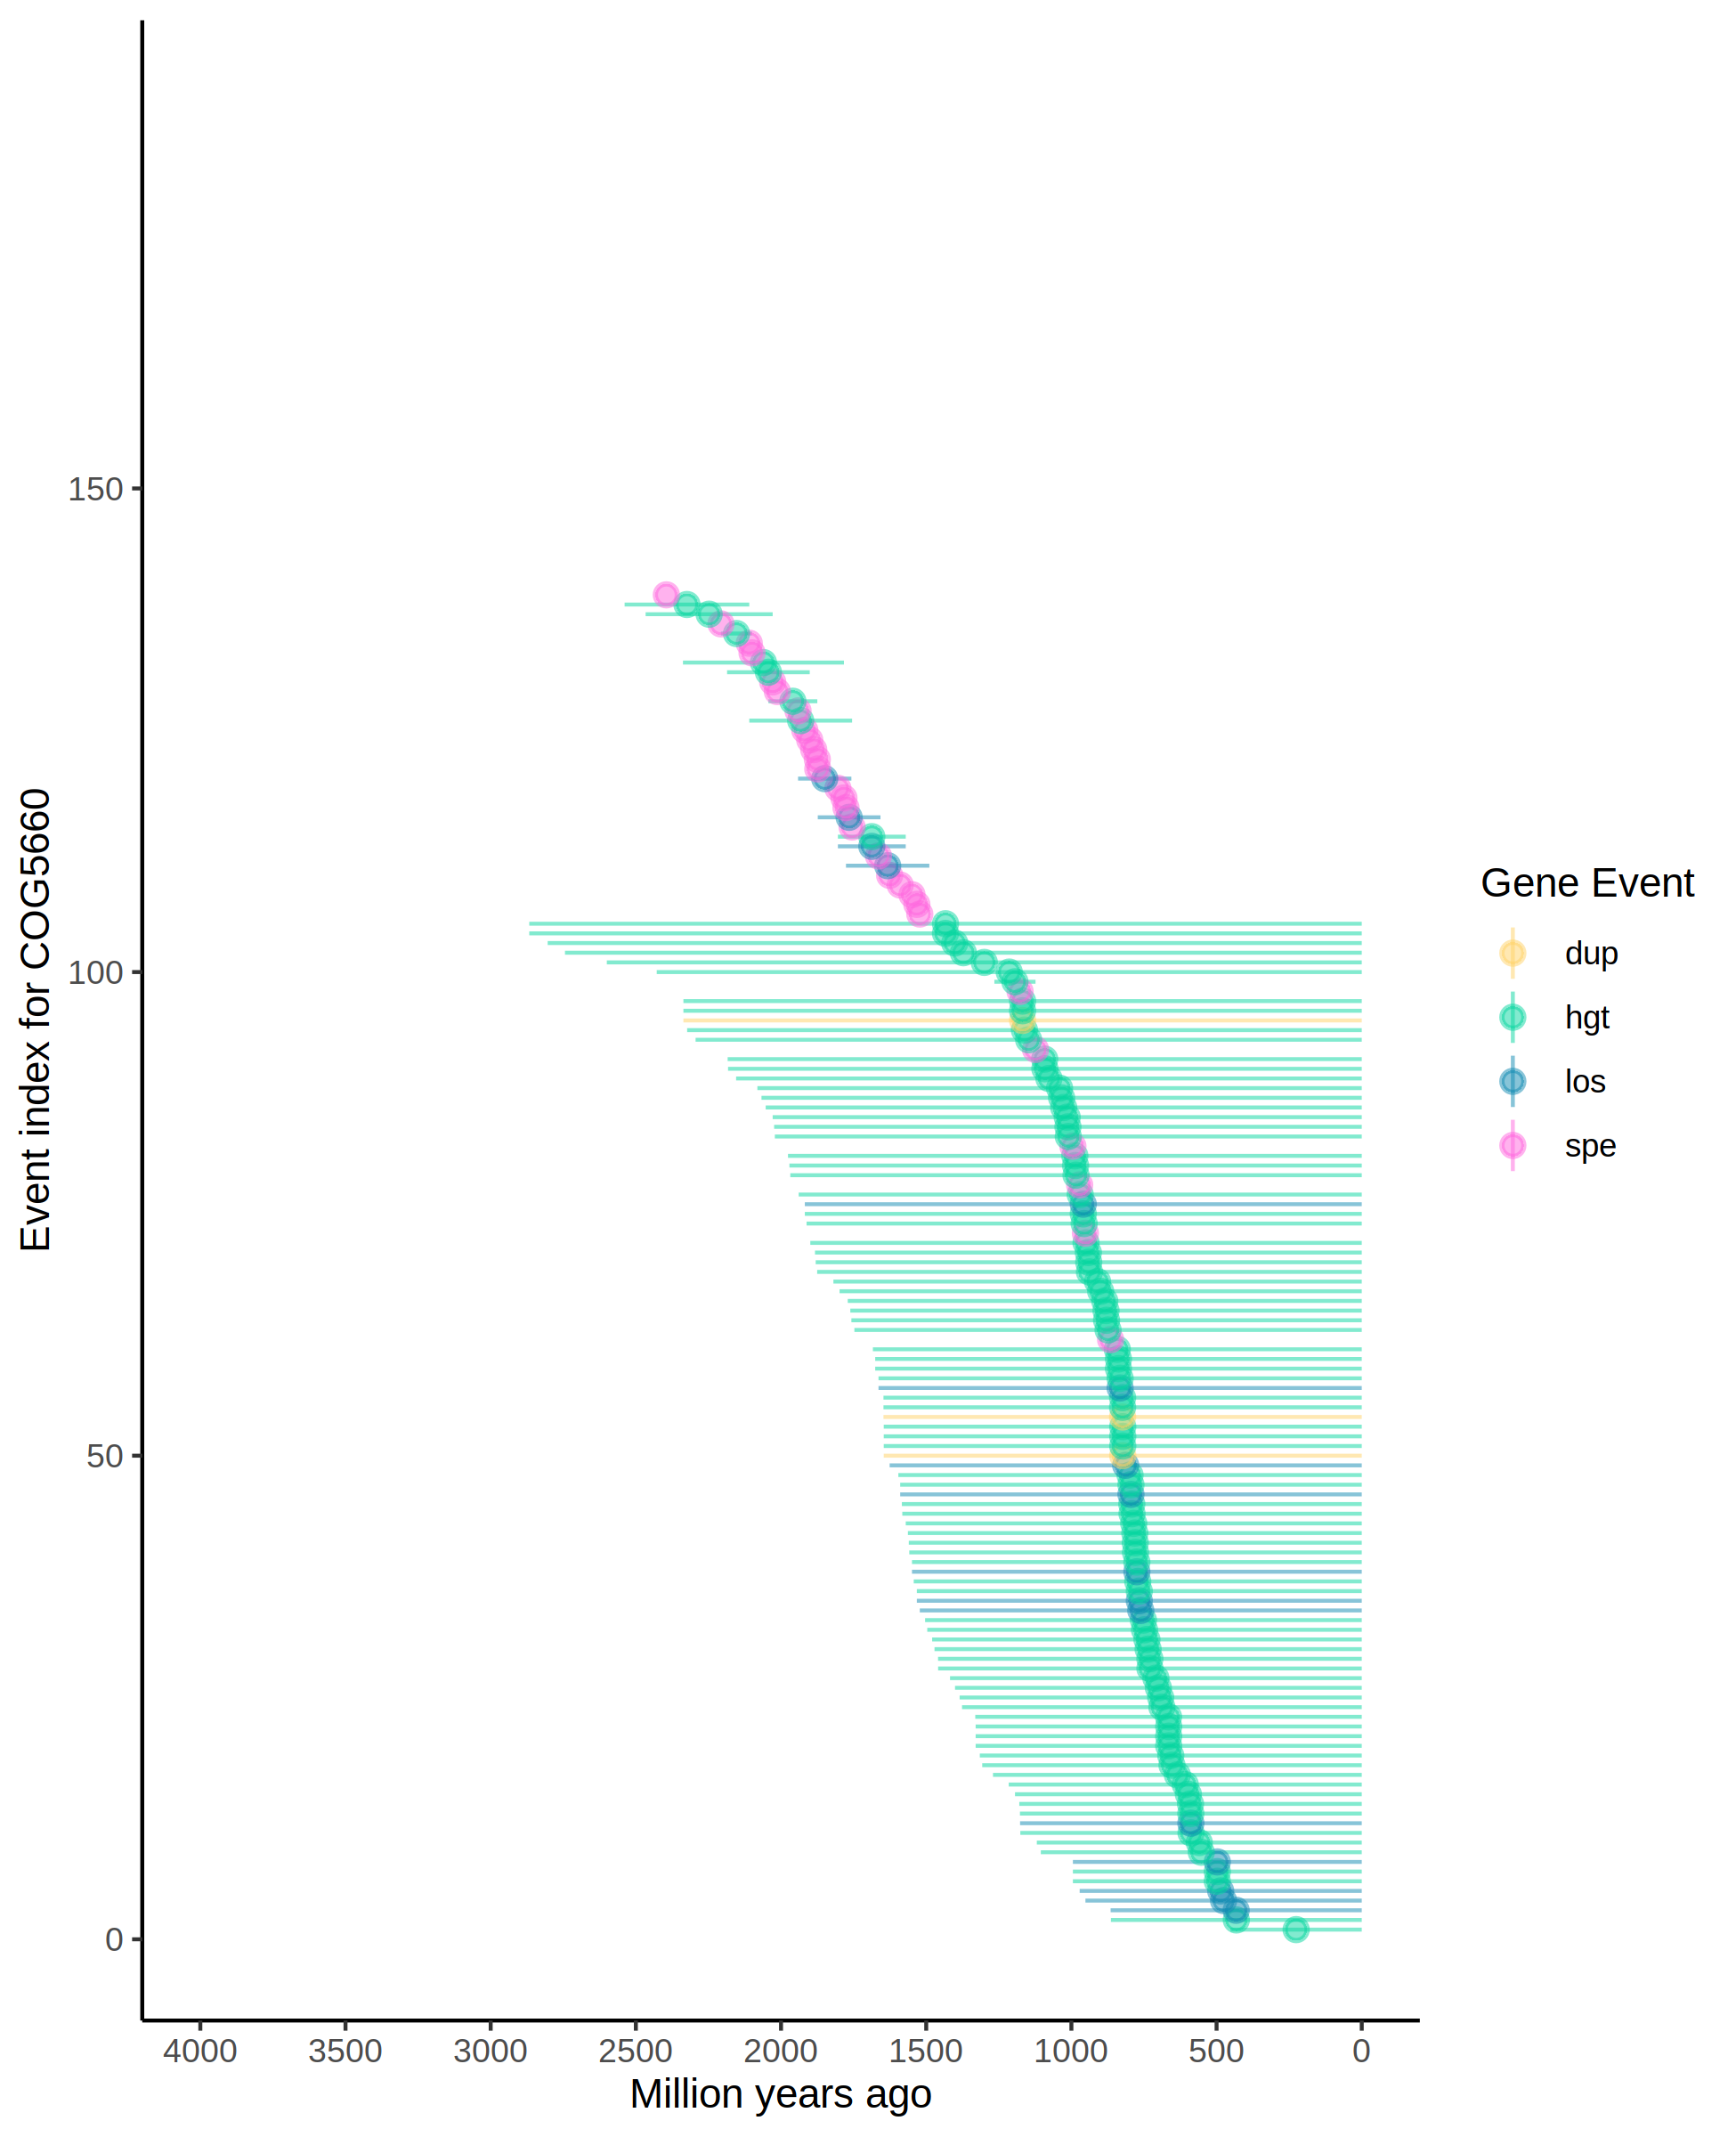 Event index for COG5660
150
100
50
0
4000 3500 3000 2500 2000 1500 1000 500 0
Million years ago
Gene Event
dup
hgt
los
spe